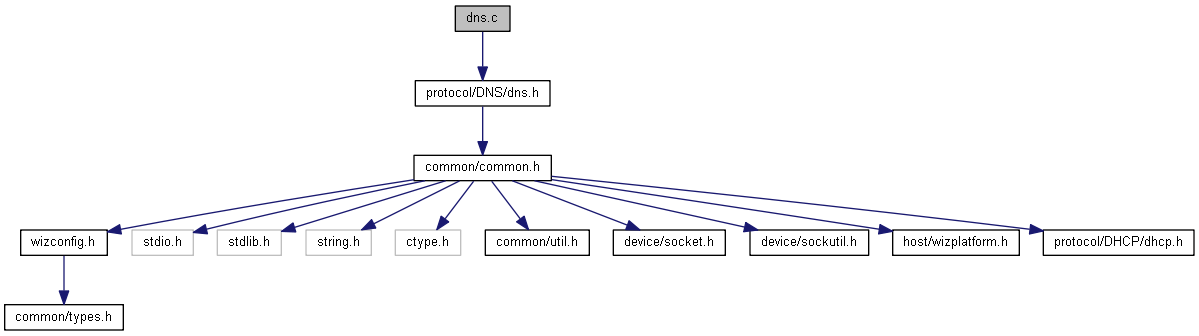 dns.c
protocol/DNS/dns.h
common/common.h
wizconfig.h
stdio.h
stdlib.h
string.h
ctype.h
common/util.h
device/socket.h
device/sockutil.h
host/wizplatform.h
protocol/DHCP/dhcp.h
common/types.h